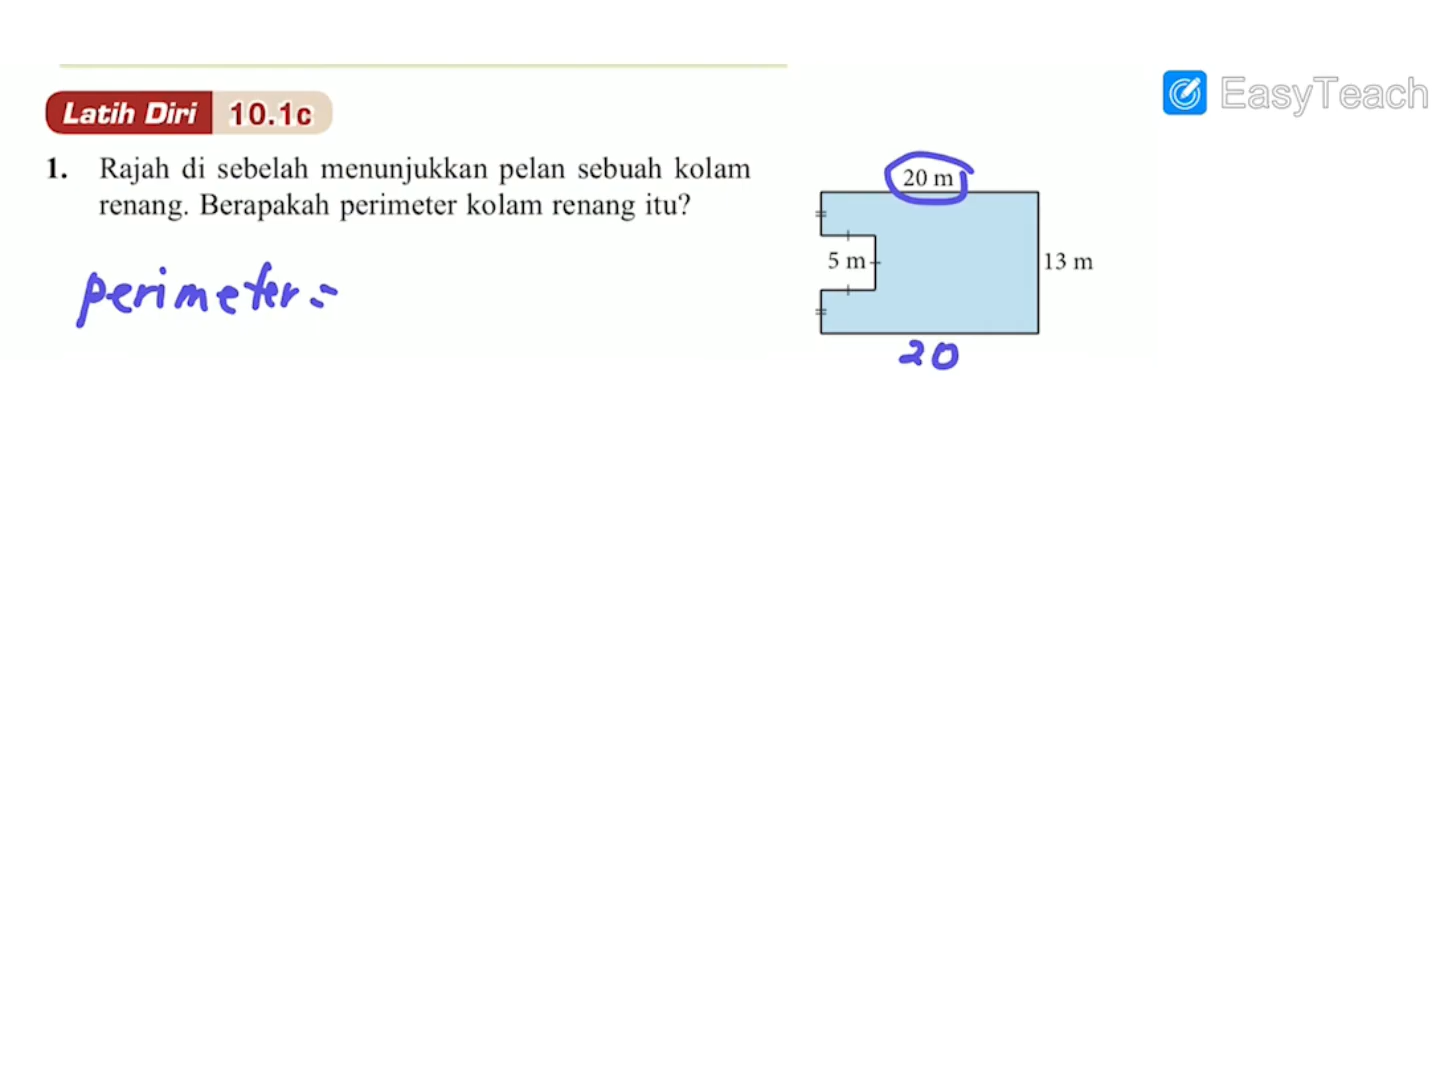 EasyTeach
Latih Diri 10.1c
1. Rajah di sebelah menunjukkan pelan sebuah kolam
renang. Berapakah perimeter kolam renang itu?
20 m
5 m
13 m
20
perimeter =